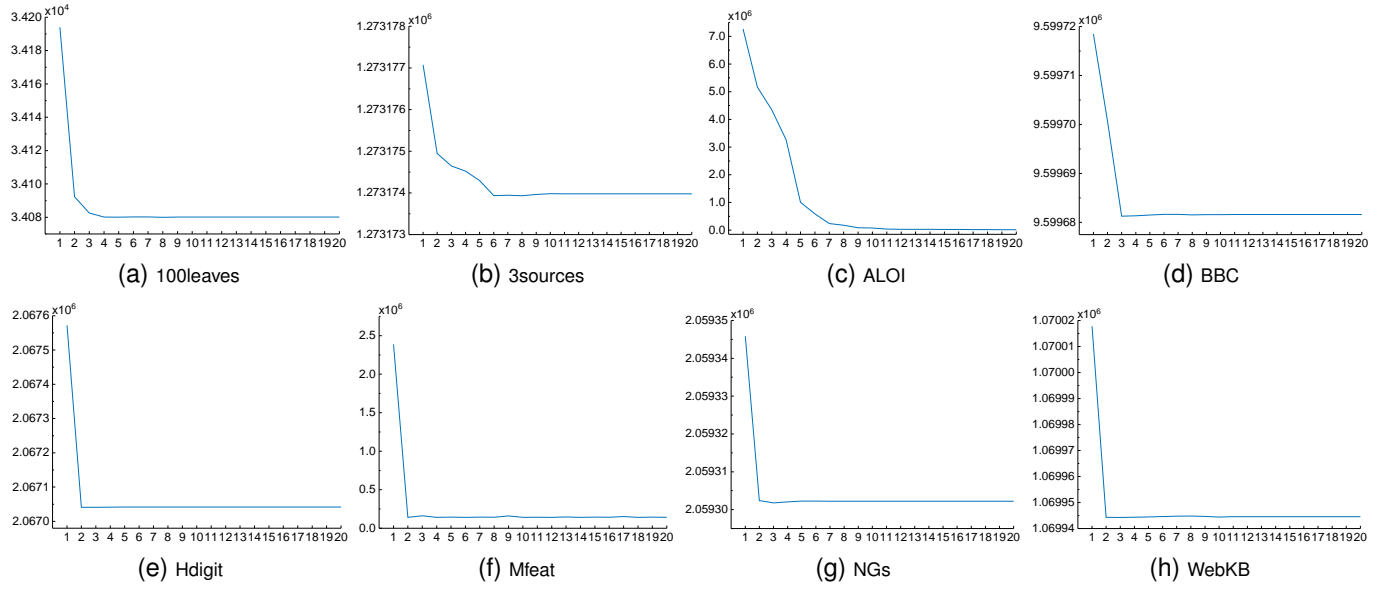 x10^4
3.420
3.418
3.416
3.414
3.412
3.410
3.408
1 2 3 4 5 6 7 8 9 10 11 12 13 14 15 16 17 18 19 20
(a) 100leaves
x10^6
1.273178
1.273177
1.273176
1.273175
1.273174
1.273173
1 2 3 4 5 6 7 8 9 10 11 12 13 14 15 16 17 18 19 20
(b) 3sources
x10^6
7.0
6.0
5.0
4.0
3.0
2.0
1.0
0.0
1 2 3 4 5 6 7 8 9 10 11 12 13 14 15 16 17 18 19 20
(c) ALOI
x10^6
9.59972
9.59971
9.59970
9.59969
9.59968
1 2 3 4 5 6 7 8 9 10 11 12 13 14 15 16 17 18 19 20
(d) BBC
x10^6
2.0676
2.0675
2.0674
2.0673
2.0672
2.0671
2.0670
1 2 3 4 5 6 7 8 9 10 11 12 13 14 15 16 17 18 19 20
(e) Hdigit
x10^6
2.5
2.0
1.5
1.0
0.5
0.0
1 2 3 4 5 6 7 8 9 10 11 12 13 14 15 16 17 18 19 20
(f) Mfeat
x10^6
2.05935
2.05934
2.05933
2.05932
2.05931
2.05930
1 2 3 4 5 6 7 8 9 10 11 12 13 14 15 16 17 18 19 20
(g) NGs
x10^6
1.07002
1.07001
1.07000
1.06999
1.06998
1.06997
1.06996
1.06995
1.06994
1 2 3 4 5 6 7 8 9 10 11 12 13 14 15 16 17 18 19 20
(h) WebKB